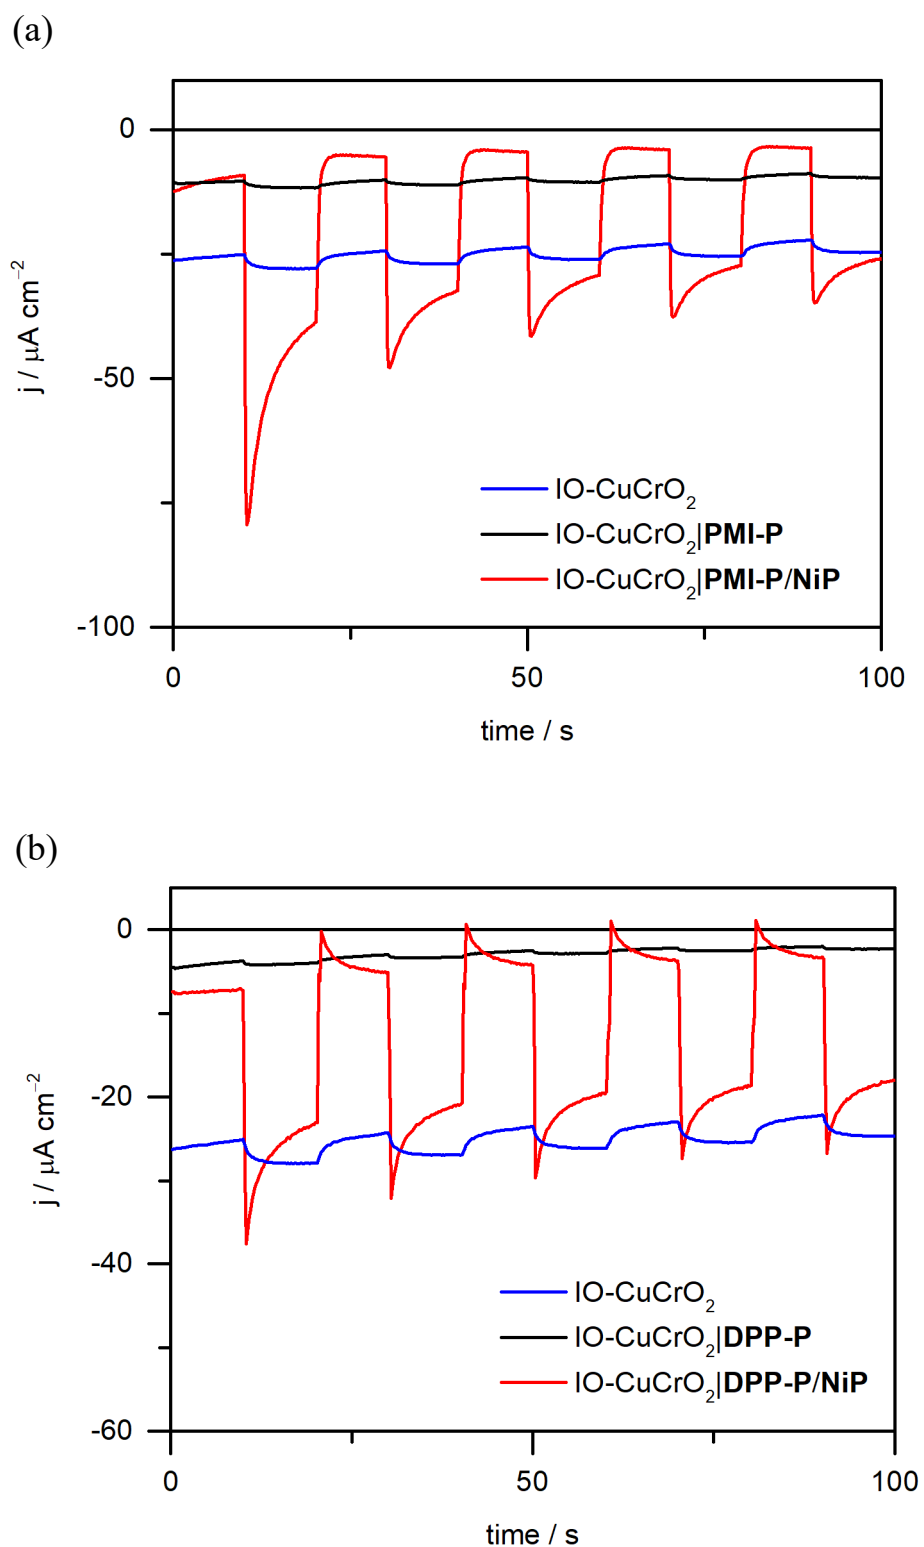 (a)
0
-50
-100
j / μA cm⁻²
IO-CuCrO₂
IO-CuCrO₂|PMI-P
IO-CuCrO₂|PMI-P/NiP
0 50 100
time / s
(b)
0
-20
-40
-60
j / μA cm⁻²
IO-CuCrO₂
IO-CuCrO₂|DPP-P
IO-CuCrO₂|DPP-P/NiP
0 50 100
time / s